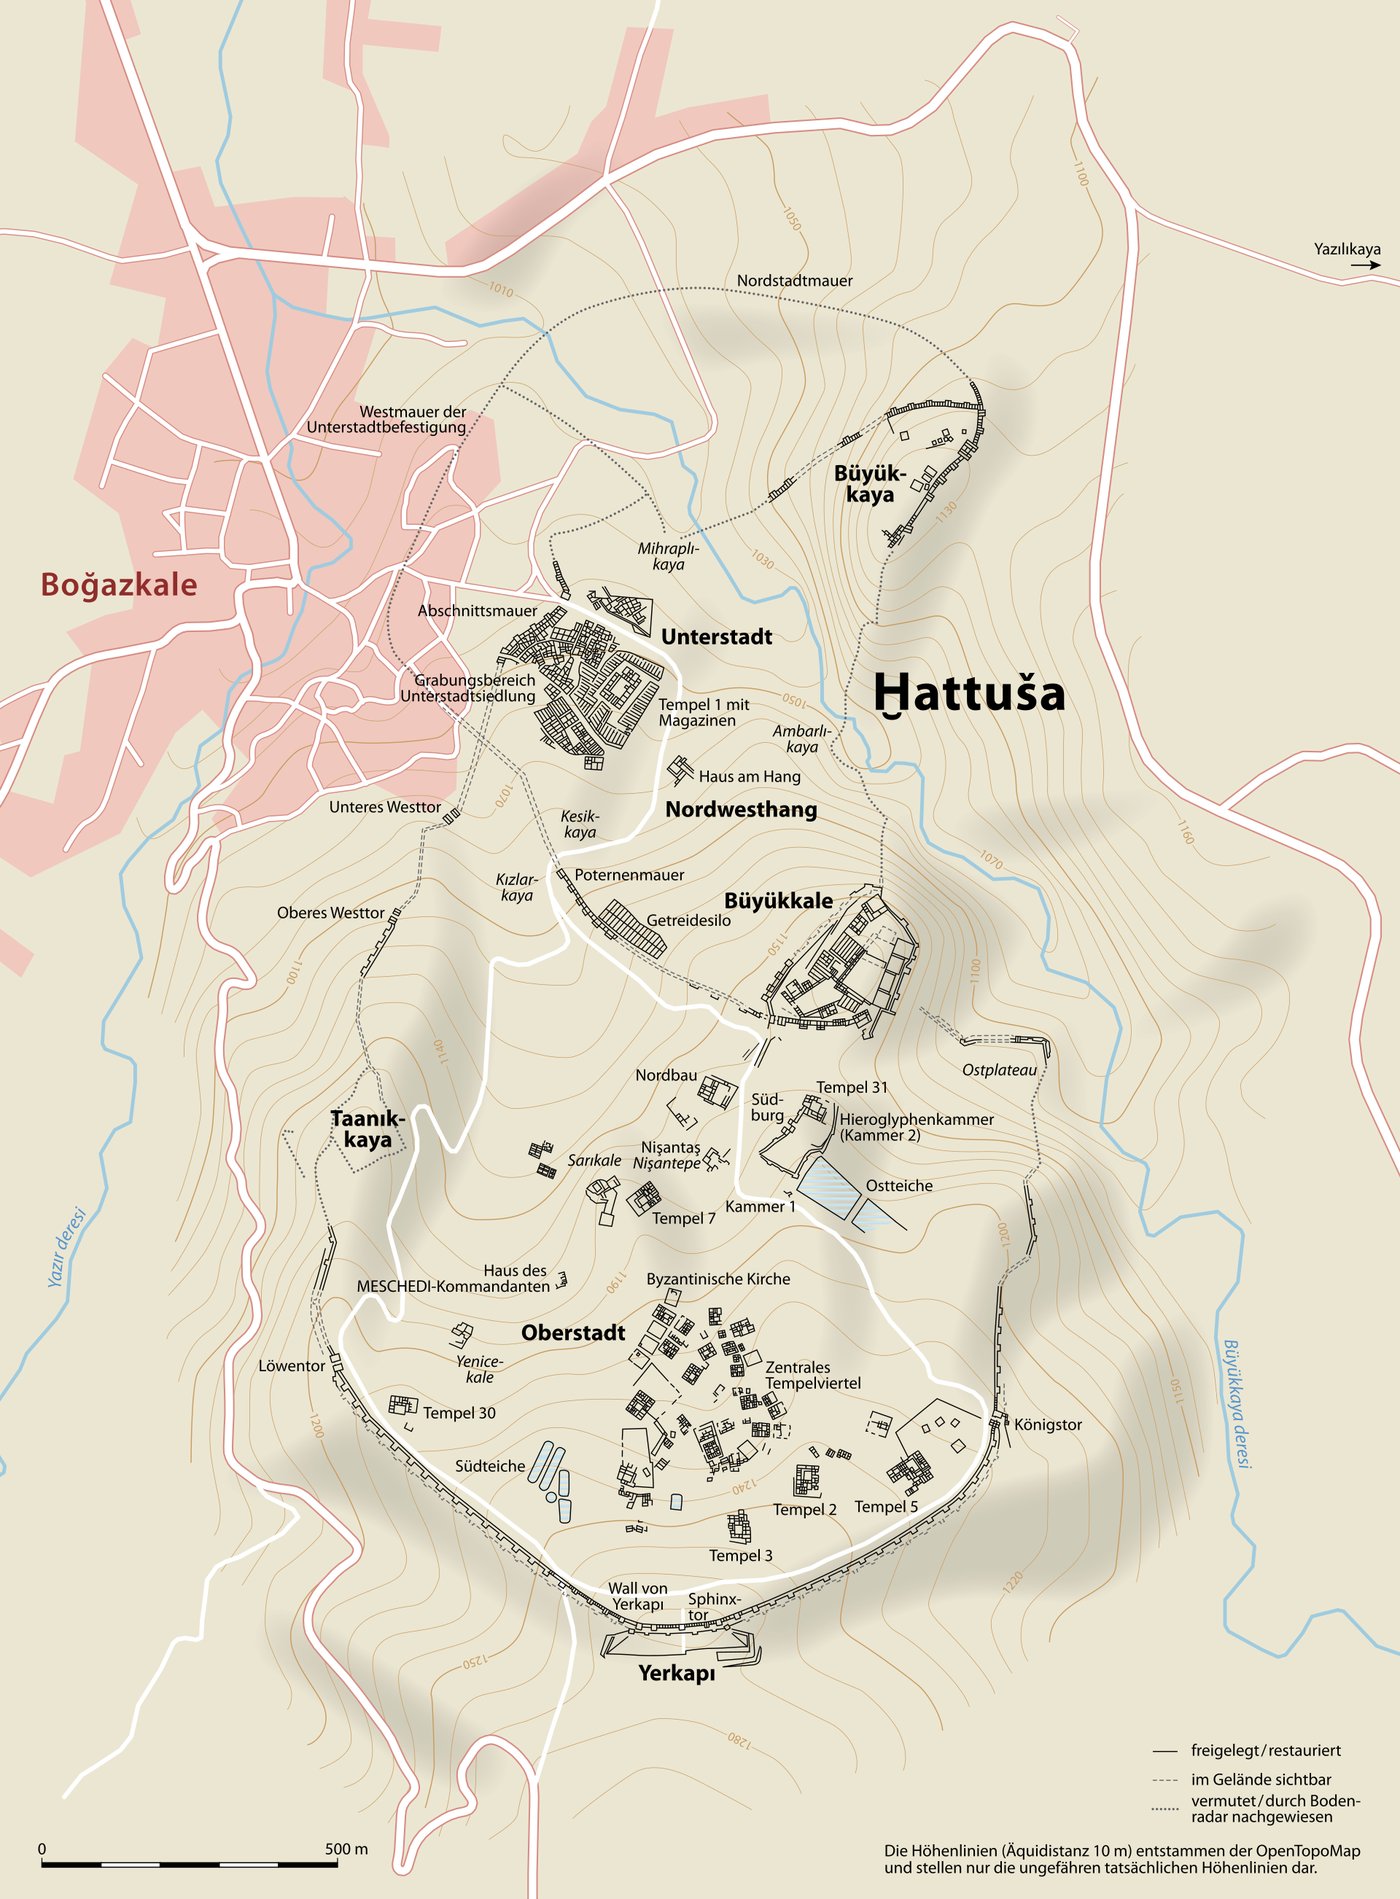 1100
1050
Yazılıkaya
Nordstadtmauer
1010
Westmauer der
Unterstadtbefestigung
Büyük-
kaya
1130
Mihraplı-
kaya
1030
Boğazkale
Abschnittsmauer
Unterstadt
Grabungsbereich
Unterstadtsiedlung
Ḫattuša
1050
Tempel 1 mit
Magazinen
Ambarlı-
kaya
Haus am Hang
1070
Unteres Westtor
Nordwesthang
Kesik-
kaya
1160
1070
Kızlar-
kaya
Poternenmauer
Büyükkale
Oberes Westtor
Getreidesilo
1150
1100
1100
1140
Ostplateau
Nordbau
Tempel 31
Süd-
burg
Hieroglyphenkammer
(Kammer 2)
Taanık-
kaya
Nişantaş
Nişantepe
Sarıkale
Ostteiche
Kammer 1
Tempel 7
Yazır deresi
1200
Haus des
MESCHEDI-Kommandanten
1190
Byzantinische Kirche
Oberstadt
Löwentor
Yenice-
kale
Zentrales
Tempelviertel
Büyükkaya deresi
1150
Tempel 30
1200
Königstor
Südteiche
1240
Tempel 2
Tempel 5
Tempel 3
Wall von
Yerkapı
Sphinx-
tor
1220
1250
Yerkapı
1280
freigelegt / restauriert
im Gelände sichtbar
vermutet / durch Boden-
radar nachgewiesen
0
500 m
Die Höhenlinien (Äquidistanz 10 m) entstammen der OpenTopoMap
und stellen nur die ungefähren tatsächlichen Höhenlinien dar.